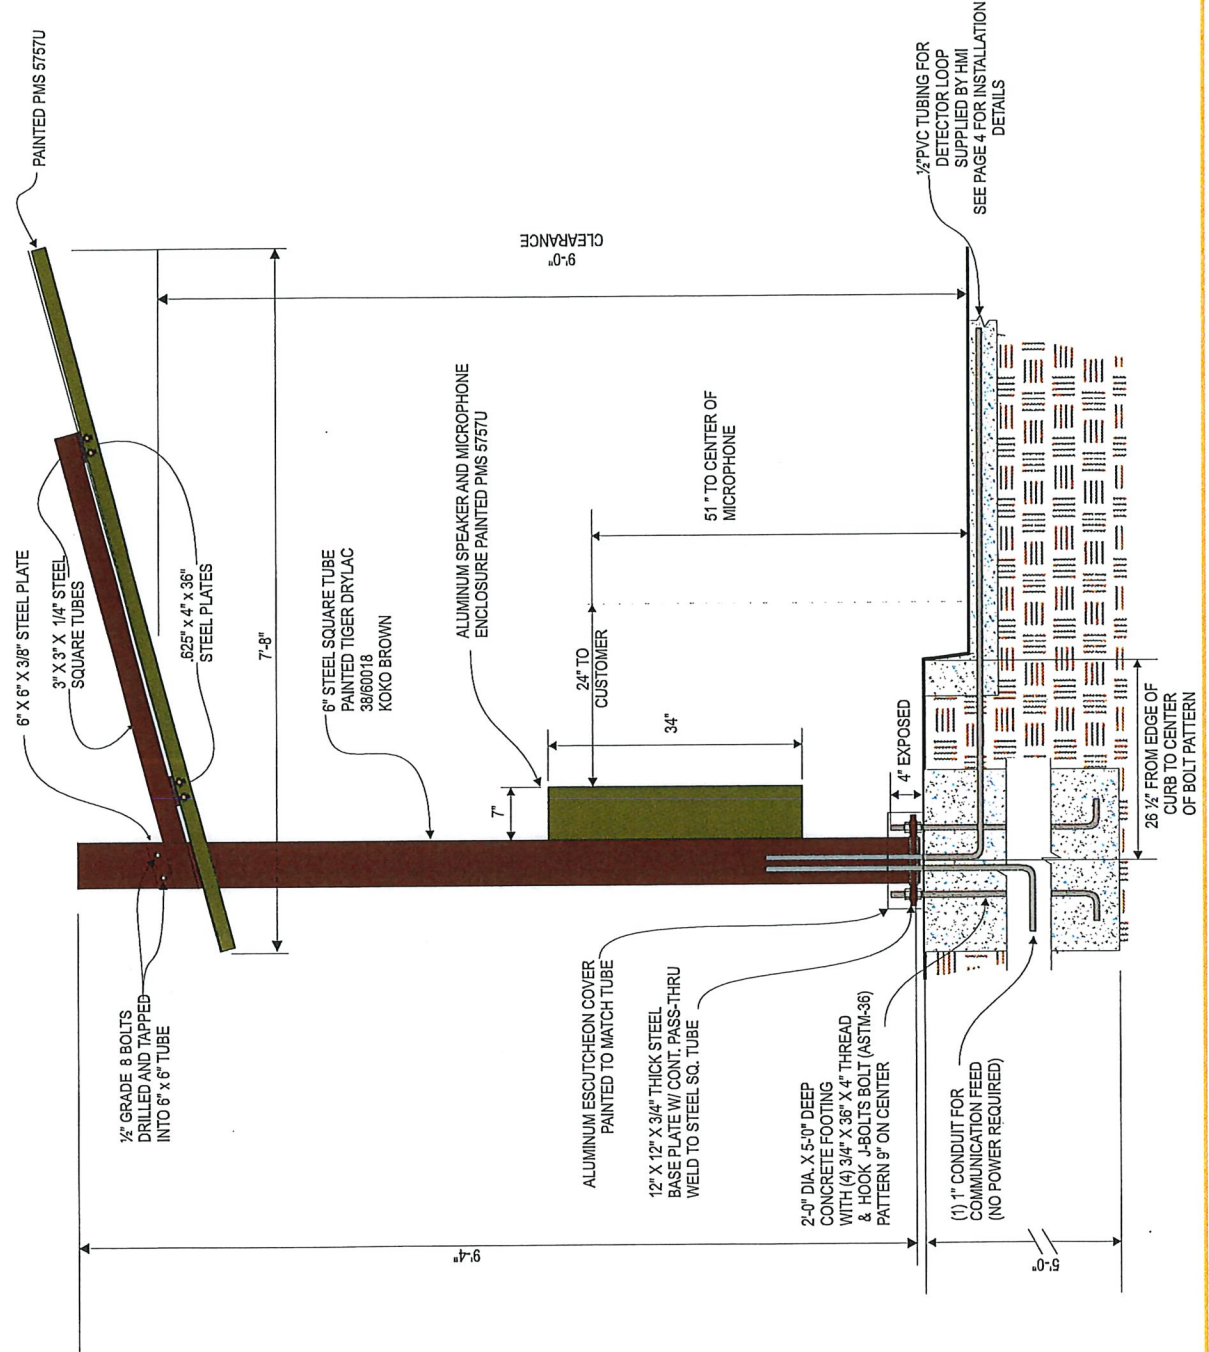 PAINTED PMS 5757U
6" X 6" X 3/8" STEEL PLATE
3" X 3" X 1/4" STEEL
SQUARE TUBES
.625" x 4" x 36"
STEEL PLATES
7'-8"
9'-0"
CLEARANCE
½" GRADE 8 BOLTS
DRILLED AND TAPPED
INTO 6" x 6" TUBE
6" STEEL SQUARE TUBE
PAINTED TIGER DRYLAC
38/60018
KOKO BROWN
ALUMINUM SPEAKER AND MICROPHONE
ENCLOSURE PAINTED PMS 5757U
24" TO
CUSTOMER
51" TO CENTER OF
MICROPHONE
7"
34"
4" EXPOSED
½"PVC TUBING FOR
DETECTOR LOOP
SUPPLIED BY HMI
SEE PAGE 4 FOR INSTALLATION
DETAILS
ALUMINUM ESCUTCHEON COVER
PAINTED TO MATCH TUBE
12" X 12" X 3/4" THICK STEEL
BASE PLATE W/ CONT. PASS-THRU
WELD TO STEEL SQ. TUBE
2'-0" DIA. X 5'-0" DEEP
CONCRETE FOOTING
WITH (4) 3/4" X 36" X 4" THREAD
& HOOK J-BOLTS BOLT (ASTM-36)
PATTERN 9" ON CENTER
(1) 1" CONDUIT FOR
COMMUNICATION FEED
(NO POWER REQUIRED)
9'-4"
5'-0"
26 ½" FROM EDGE OF
CURB TO CENTER
OF BOLT PATTERN